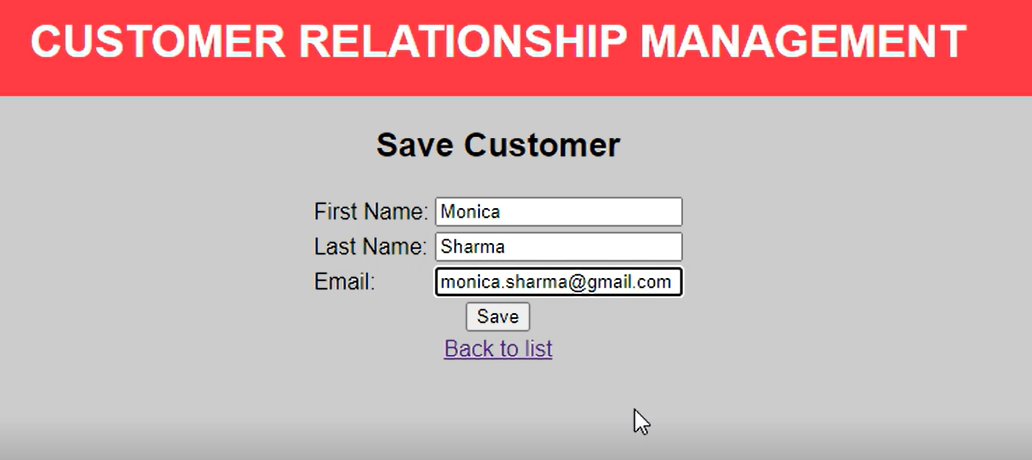 CUSTOMER RELATIONSHIP MANAGEMENT
Save Customer
First Name: Monica
Last Name: Sharma
Email: monica.sharma@gmail.com
Save
Back to list